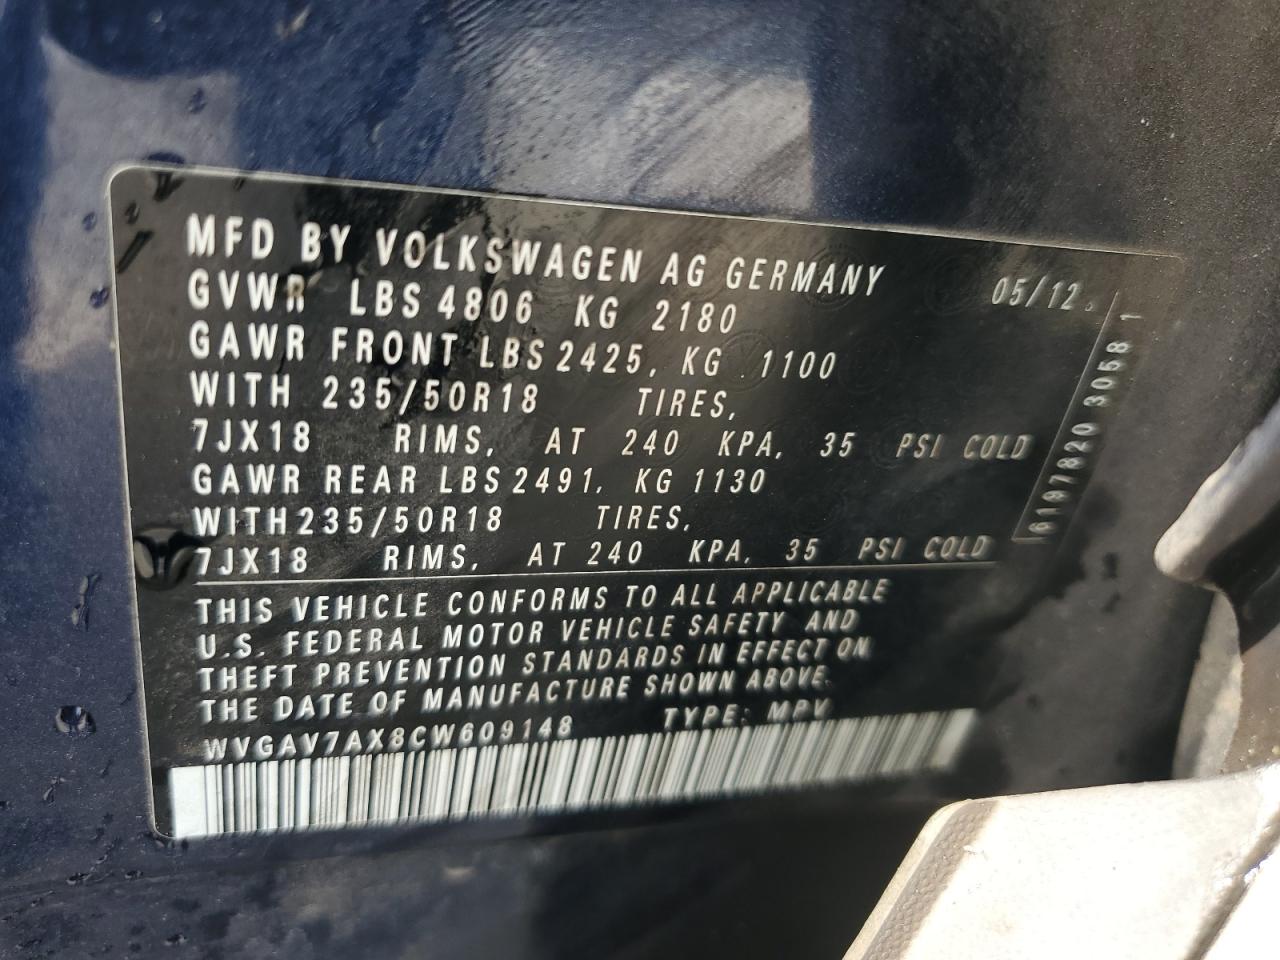 MFD BY VOLKSWAGEN AG GERMANY 05/12
GVWR LBS 4806 KG 2180
GAWR FRONT LBS 2425, KG 1100
WITH 235/50R18 TIRES,
7JX18 RIMS, AT 240 KPA, 35 PSI COLD
GAWR REAR LBS 2491, KG 1130
WITH 235/50R18 TIRES,
7JX18 RIMS, AT 240 KPA, 35 PSI COLD
THIS VEHICLE CONFORMS TO ALL APPLICABLE
U.S. FEDERAL MOTOR VEHICLE SAFETY AND
THEFT PREVENTION STANDARDS IN EFFECT ON
THE DATE OF MANUFACTURE SHOWN ABOVE.
WVGAV7AX8CW609148 TYPE: MPV
6197820 3058 1